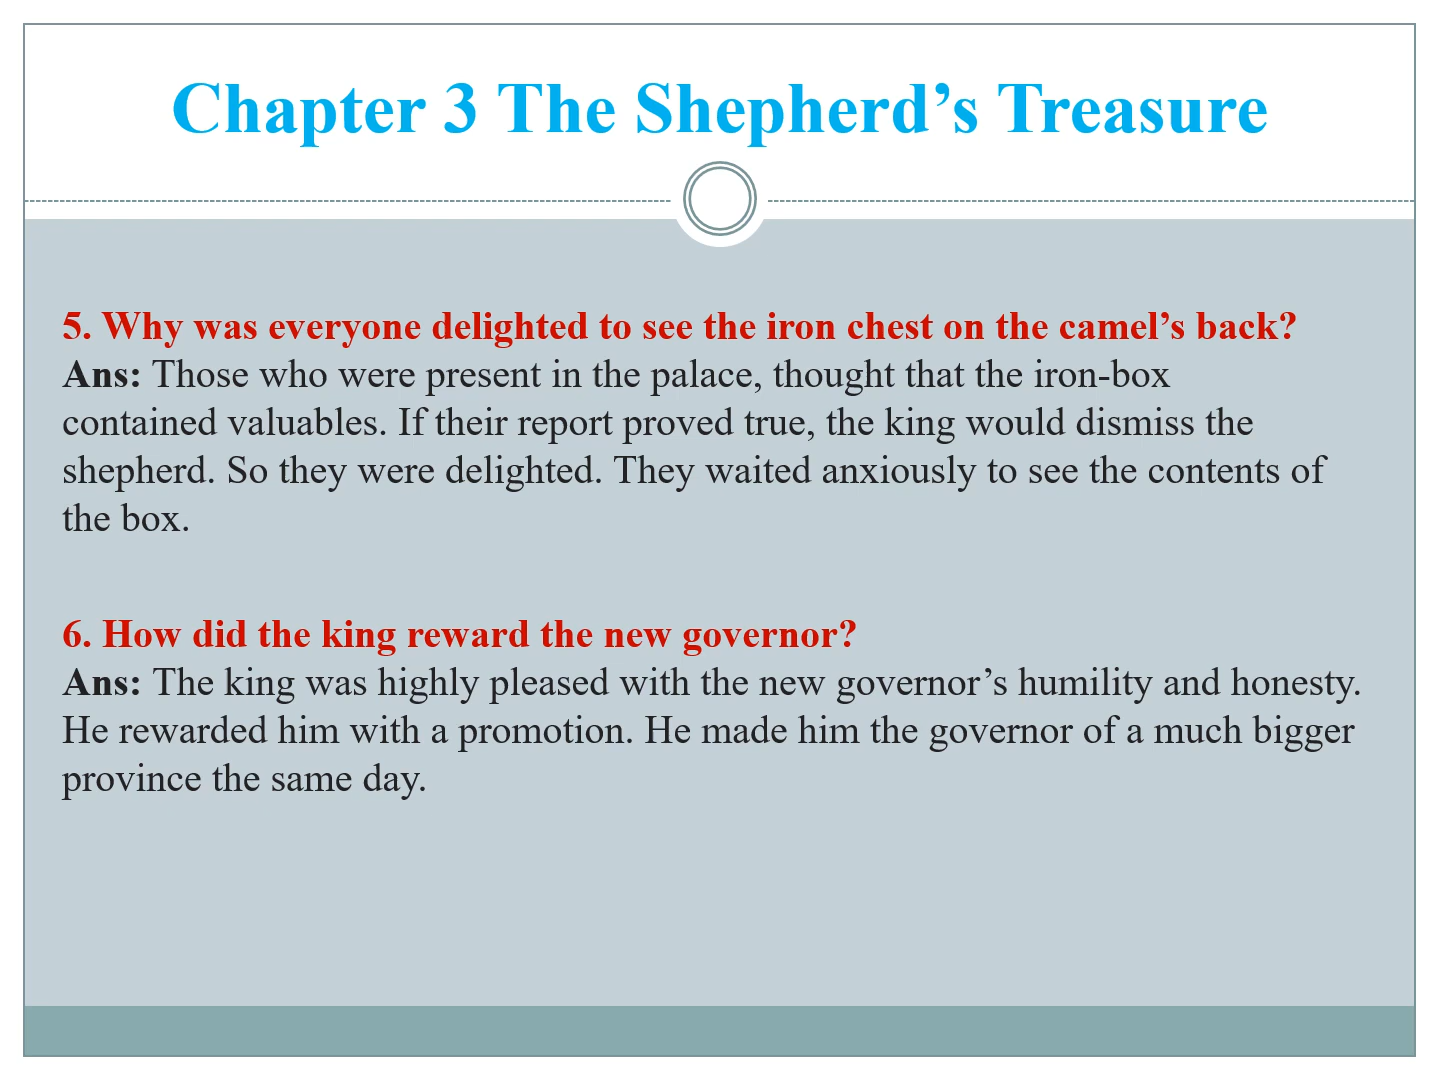 Chapter 3 The Shepherd’s Treasure
5. Why was everyone delighted to see the iron chest on the camel’s back?
Ans: Those who were present in the palace, thought that the iron-box
contained valuables. If their report proved true, the king would dismiss the
shepherd. So they were delighted. They waited anxiously to see the contents of
the box.
6. How did the king reward the new governor?
Ans: The king was highly pleased with the new governor’s humility and honesty.
He rewarded him with a promotion. He made him the governor of a much bigger
province the same day.